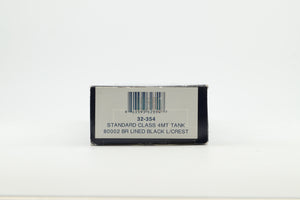 32-354
STANDARD CLASS 4MT TANK
80002 BR LINED BLACK L/CREST